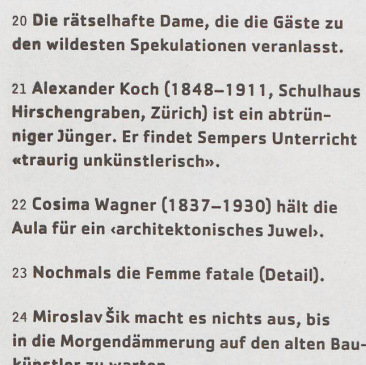 20 Die rätselhafte Dame, die die Gäste zu
den wildesten Spekulationen veranlasst.
21 Alexander Koch (1848–1911, Schulhaus
Hirschengraben, Zürich) ist ein abtrün-
niger Jünger. Er findet Sempers Unterricht
«traurig unkünstlerisch».
22 Cosima Wagner (1837–1930) hält die
Aula für ein ‹architektonisches Juwel›.
23 Nochmals die Femme fatale (Detail).
24 Miroslav Šik macht es nichts aus, bis
in die Morgendämmerung auf den alten Bau-
künstler zu warten